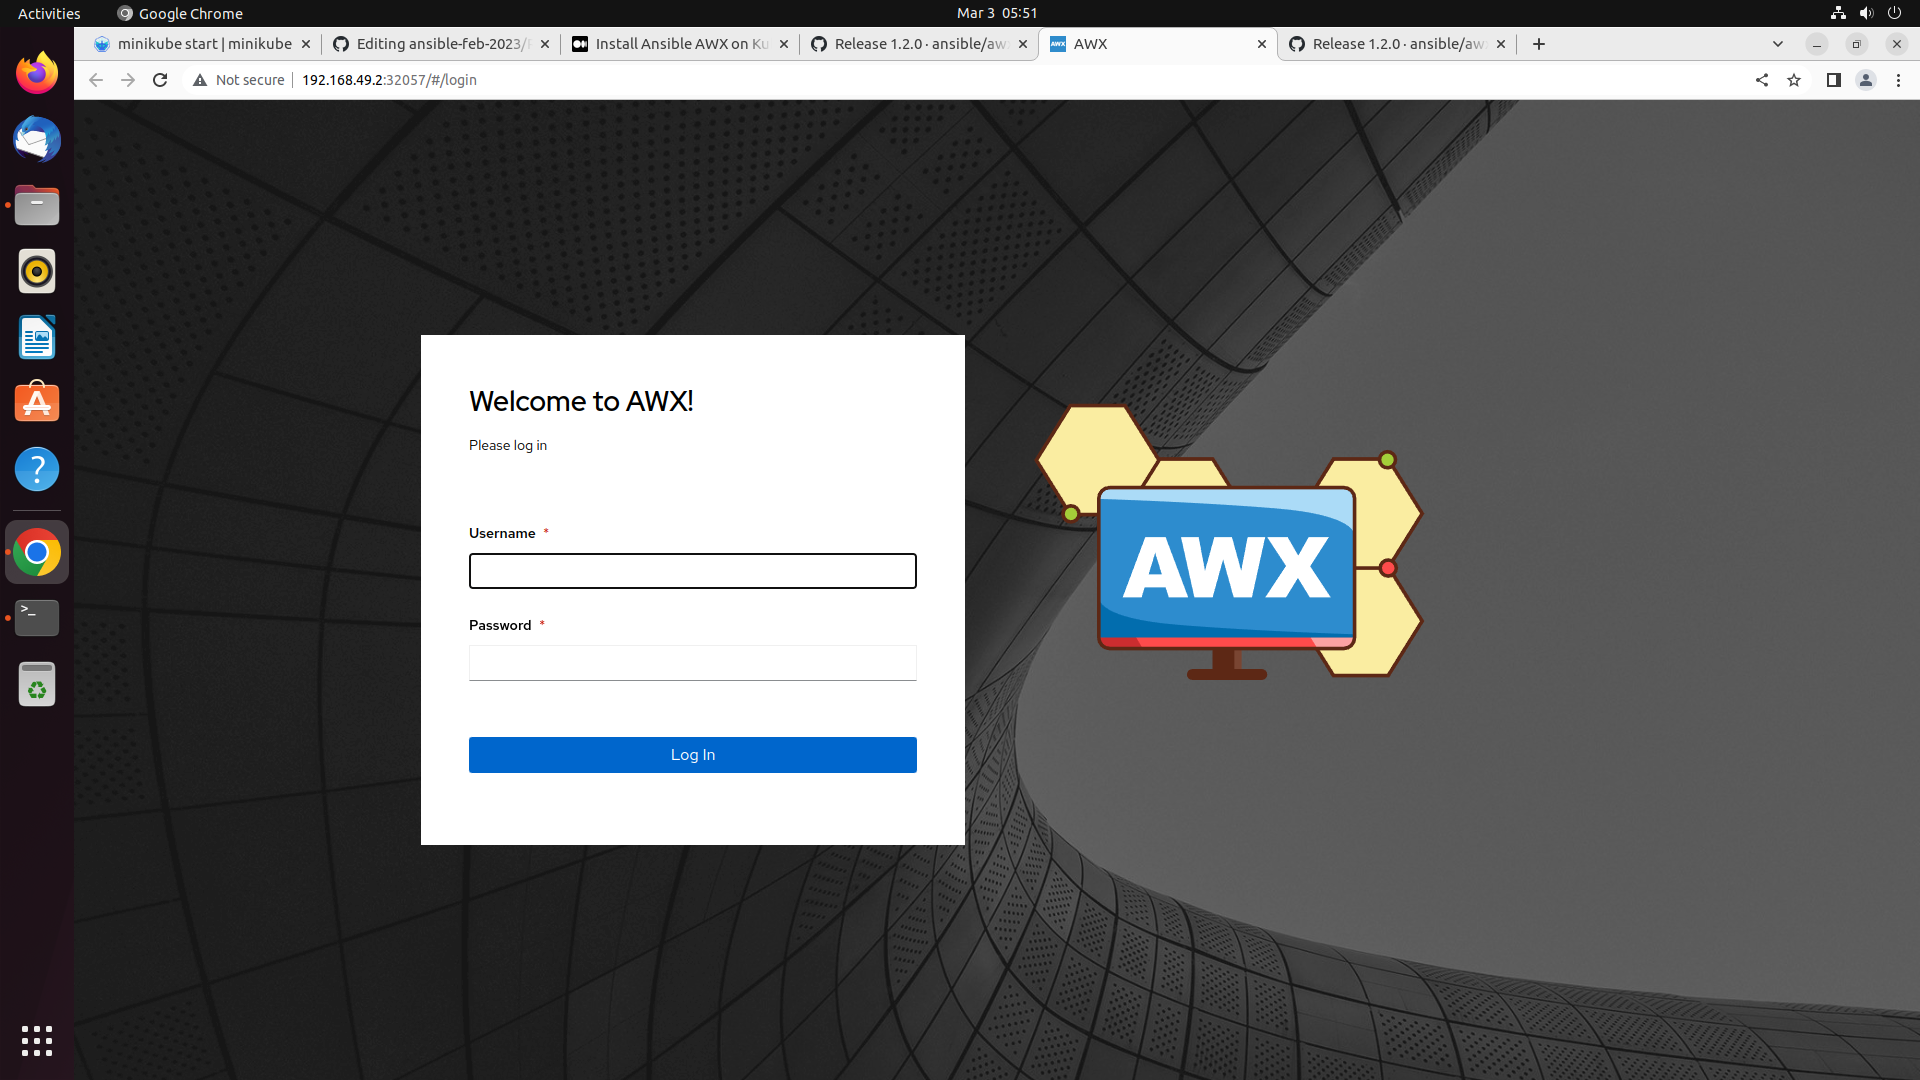 Activities
Google Chrome
Mar 3 05:51
minikube start | minikube
Editing ansible-feb-2023/
Install Ansible AWX on Ku
Release 1.2.0 · ansible/aw
AWX
AWX
Release 1.2.0 · ansible/aw
Not secure
192.168.49.2:32057/#/login
Welcome to AWX!
Please log in
Username *
Password *
Log In
AWX